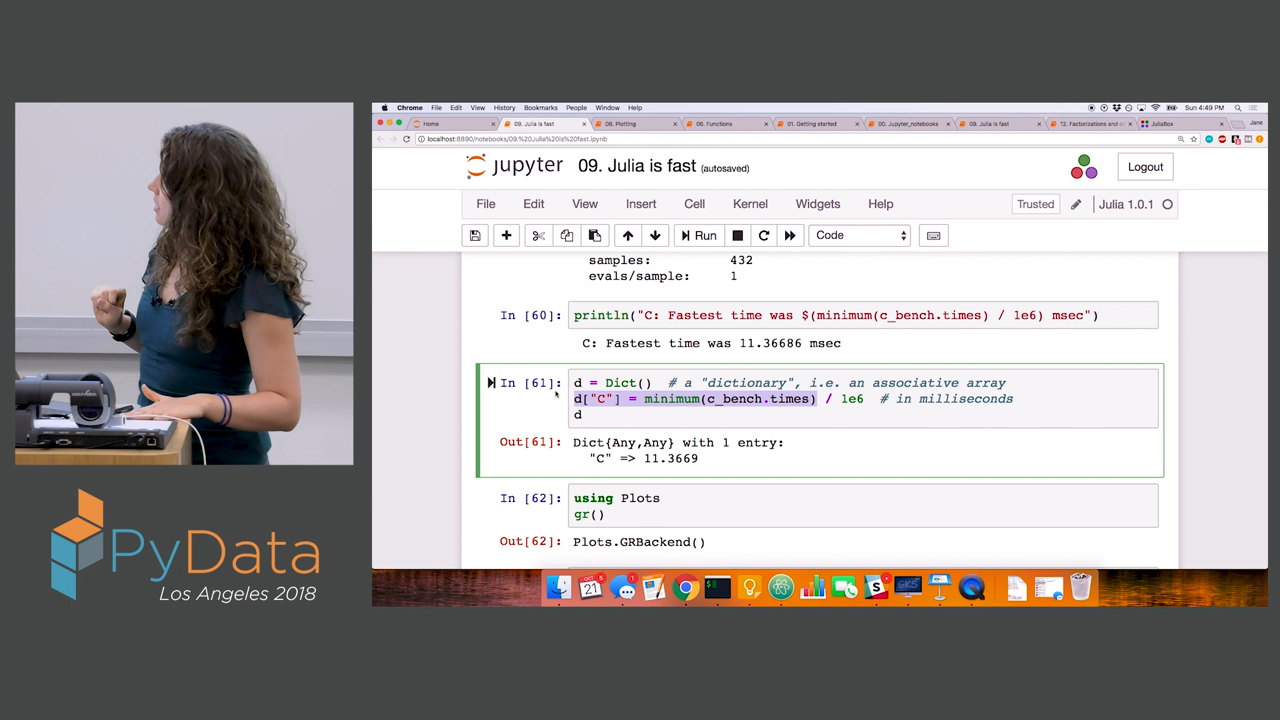 Chrome File Edit View History Bookmarks People Window Help
Sun 4:49 PM
Home
09. Julia is fast
08. Plotting
06. Functions
01. Getting started
00. Jupyter_notebooks
09. Julia is fast
12. Factorizations and
JuliaBox
Jane
localhost:8890/notebooks/09.%20Julia%20is%20fast.ipynb
jupyter 09. Julia is fast (autosaved)
Logout
File Edit View Insert Cell Kernel Widgets Help
Trusted
Julia 1.0.1
Run
Code
samples: 432
evals/sample: 1
In [60]: println("C: Fastest time was $(minimum(c_bench.times) / 1e6) msec")
C: Fastest time was 11.36686 msec
In [61]: d = Dict() # a "dictionary", i.e. an associative array
d["C"] = minimum(c_bench.times) / 1e6 # in milliseconds
d
Out[61]: Dict{Any,Any} with 1 entry:
"C" => 11.3669
In [62]: using Plots
gr()
Out[62]: Plots.GRBackend()
OCT
21
GKS
PyData
Los Angeles 2018